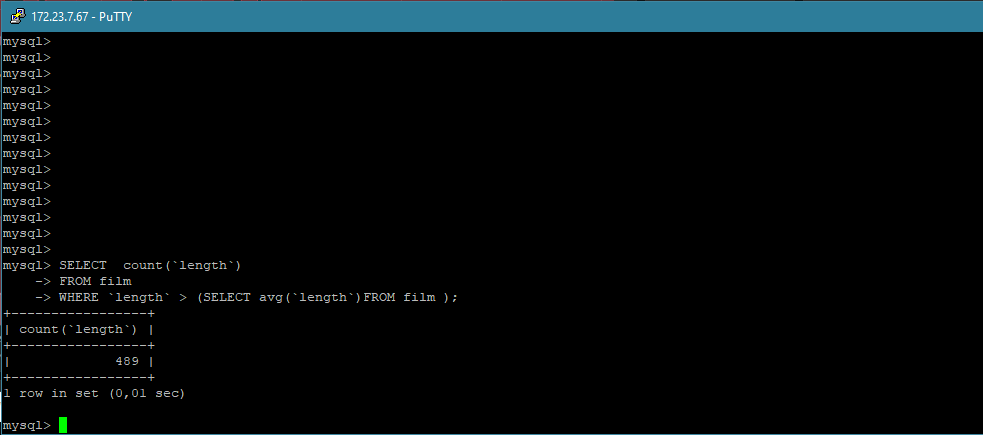 172.23.7.67 - PuTTY
mysql>
mysql>
mysql>
mysql>
mysql>
mysql>
mysql>
mysql>
mysql>
mysql>
mysql>
mysql>
mysql>
mysql>
mysql> SELECT  count(`length`)
    -> FROM film
    -> WHERE `length` > (SELECT avg(`length`)FROM film );
+-----------------+
| count(`length`) |
+-----------------+
|             489 |
+-----------------+
1 row in set (0,01 sec)
mysql>